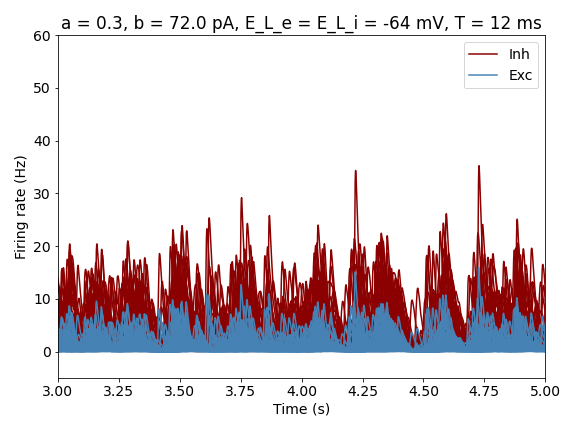 a = 0.3, b = 72.0 pA, E_L_e = E_L_i = -64 mV, T = 12 ms
Inh
Exc
60
50
40
30
20
10
0
Firing rate (Hz)
3.00 3.25 3.50 3.75 4.00 4.25 4.50 4.75 5.00
Time (s)